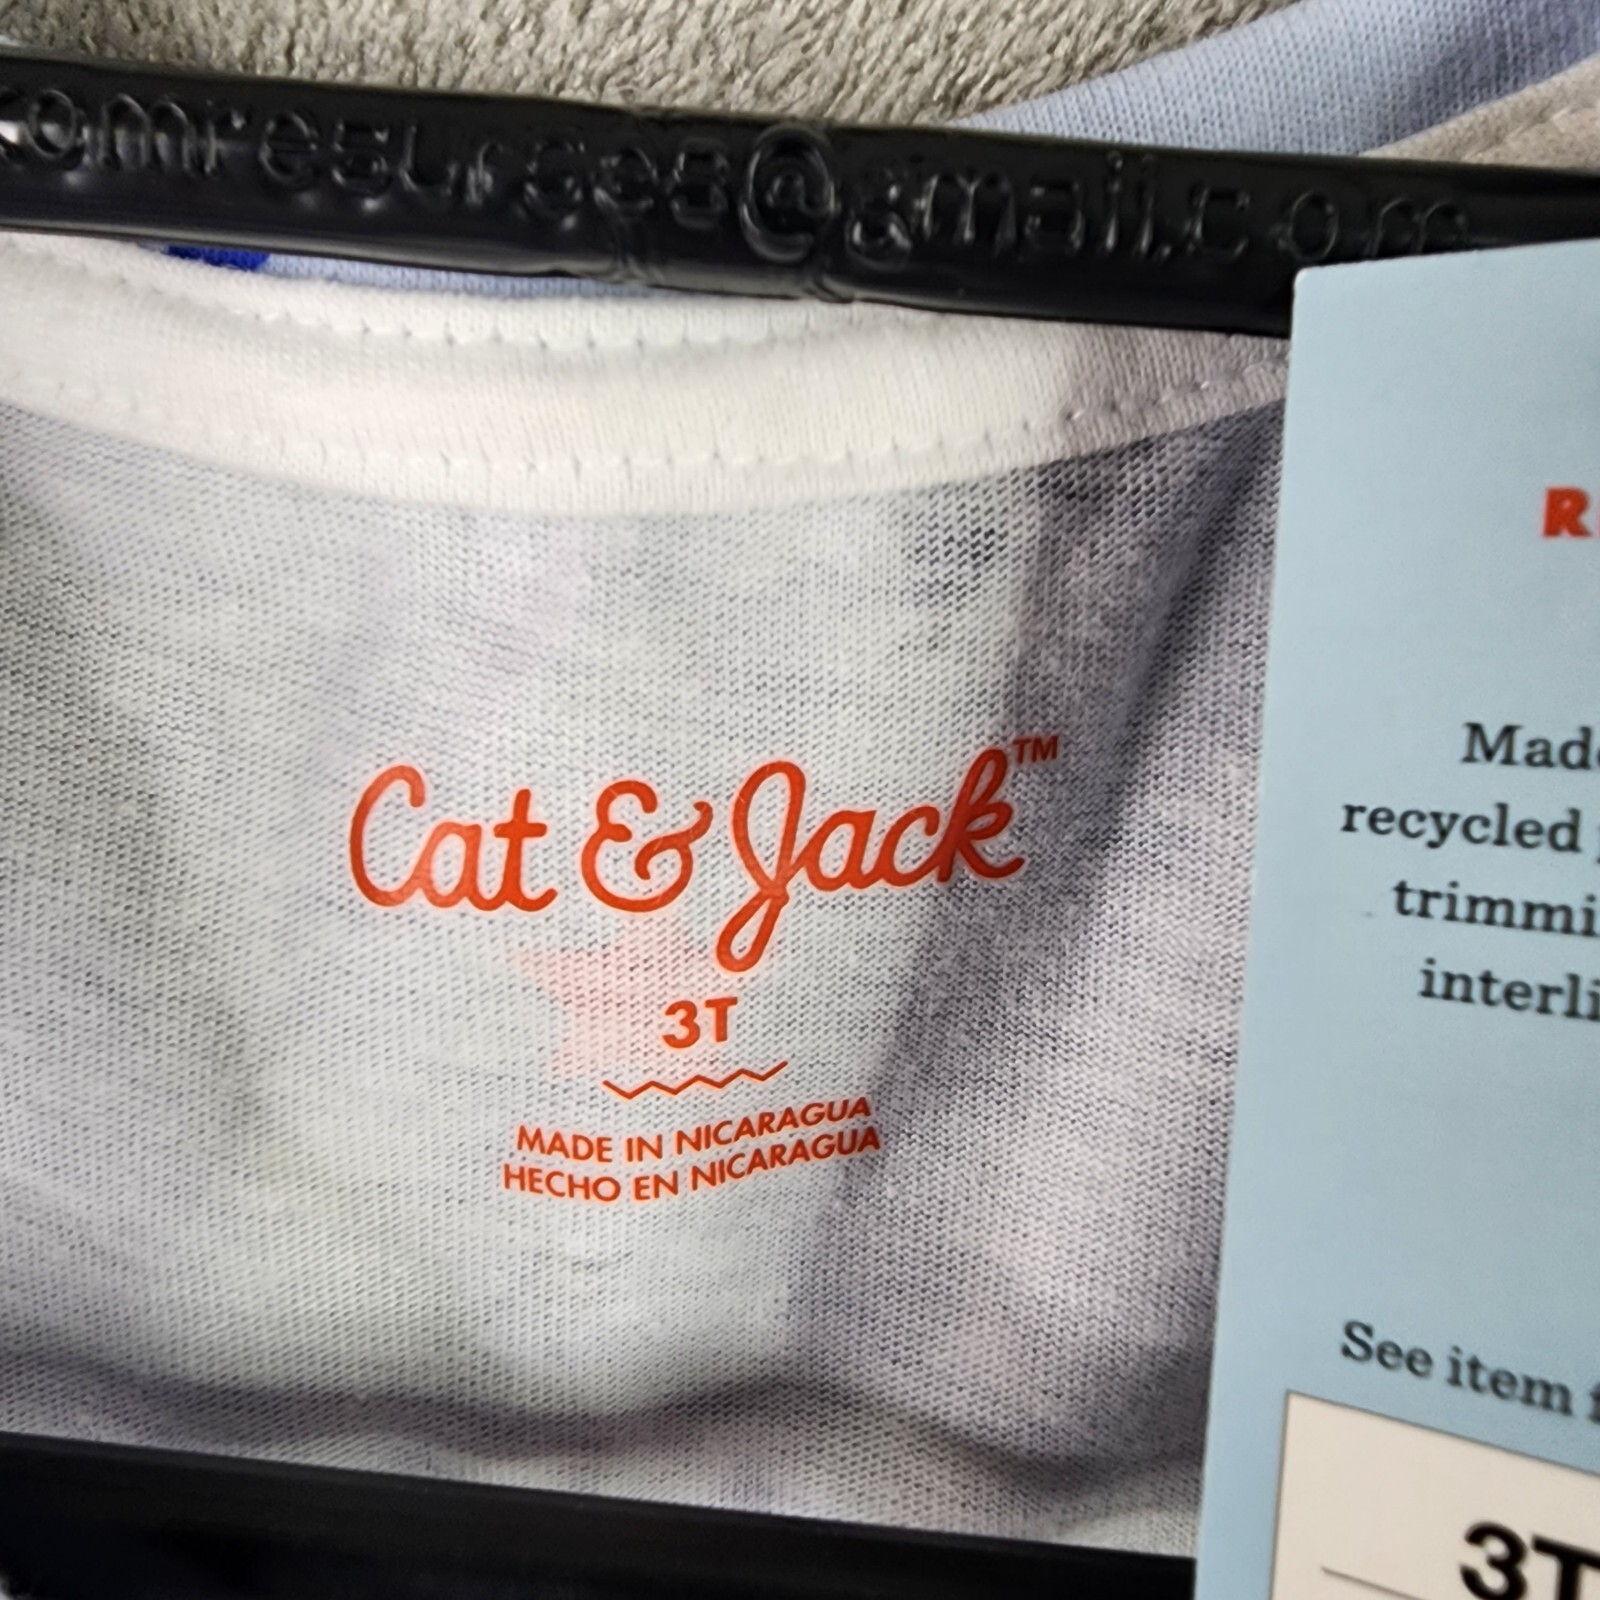 Cat & Jack™
3T
MADE IN NICARAGUA
HECHO EN NICARAGUA
Made
recycled
trimmi
interli
See item
3T